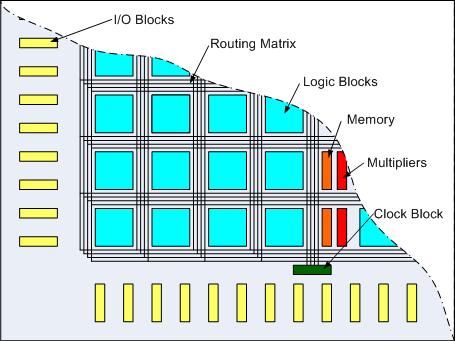 I/O Blocks
Routing Matrix
Logic Blocks
Memory
Multipliers
Clock Block